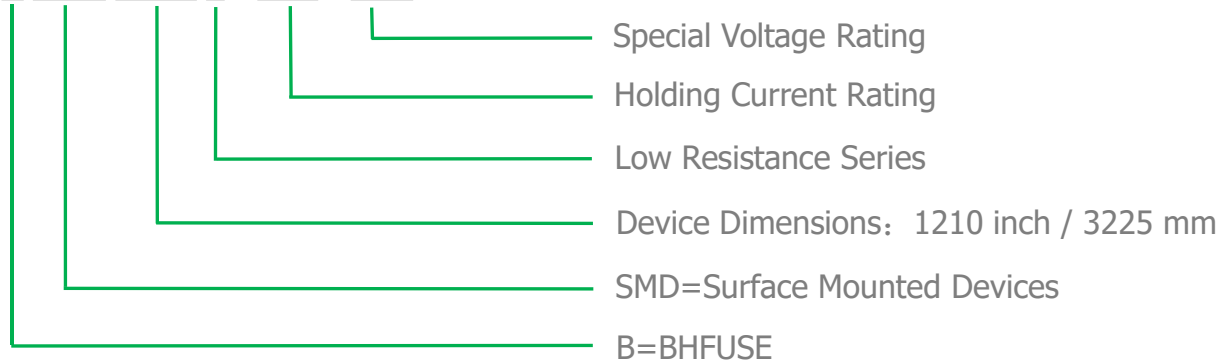 Special Voltage Rating
Holding Current Rating
Low Resistance Series
Device Dimensions：1210 inch / 3225 mm
SMD=Surface Mounted Devices
B=BHFUSE